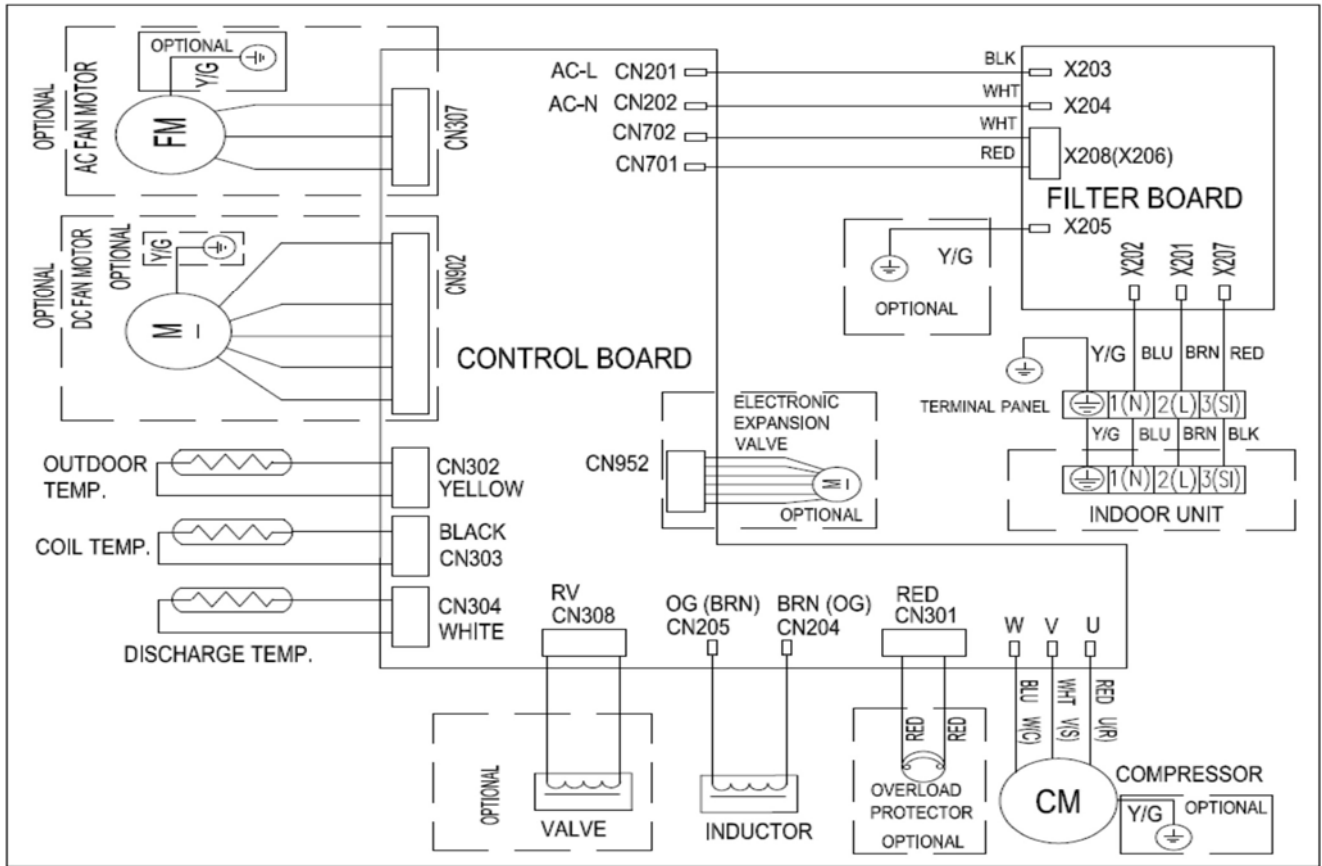 OPTIONAL
AC FAN MOTOR
OPTIONAL
Y/G
FM
CN307
OPTIONAL
DC FAN MOTOR
OPTIONAL
Y/G
M
CN902
AC-L CN201
AC-N CN202
CN702
CN701
BLK
WHT
WHT
RED
X203
X204
X208(X206)
FILTER BOARD
X205
X202
X201
X207
Y/G
OPTIONAL
CONTROL BOARD
Y/G BLU BRN RED
TERMINAL PANEL
1(N) 2(L) 3(SI)
Y/G BLU BRN BLK
1(N) 2(L) 3(SI)
INDOOR UNIT
ELECTRONIC
EXPANSION
VALVE
CN952
M
OPTIONAL
OUTDOOR
TEMP.
CN302
YELLOW
COIL TEMP.
BLACK
CN303
CN304
WHITE
DISCHARGE TEMP.
RV
CN308
OPTIONAL
VALVE
OG (BRN)
CN205
BRN (OG)
CN204
INDUCTOR
RED
CN301
RED
RED
OVERLOAD
PROTECTOR
OPTIONAL
W V U
BLU W(C)
WHT V(S)
RED U(R)
CM
COMPRESSOR
Y/G
OPTIONAL